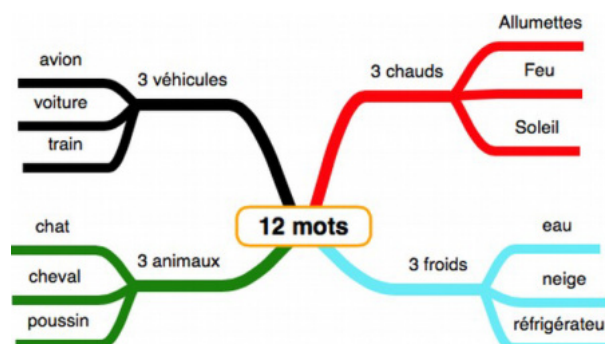 12 mots
3 véhicules
avion
voiture
train
3 chauds
Allumettes
Feu
Soleil
3 animaux
chat
cheval
poussin
3 froids
eau
neige
réfrigérateu